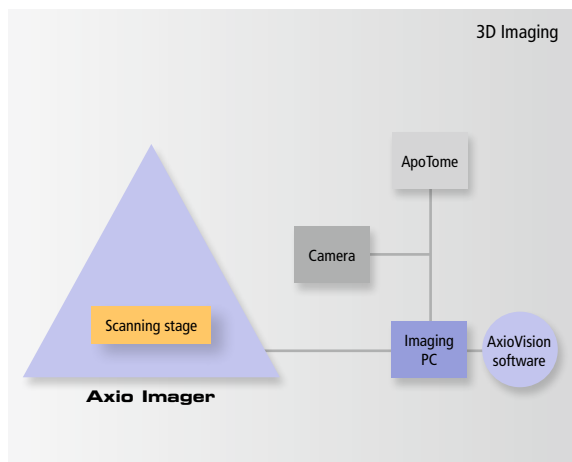 3D Imaging
ApoTome
Camera
Scanning stage
Imaging
PC
AxioVision
software
Axio Imager